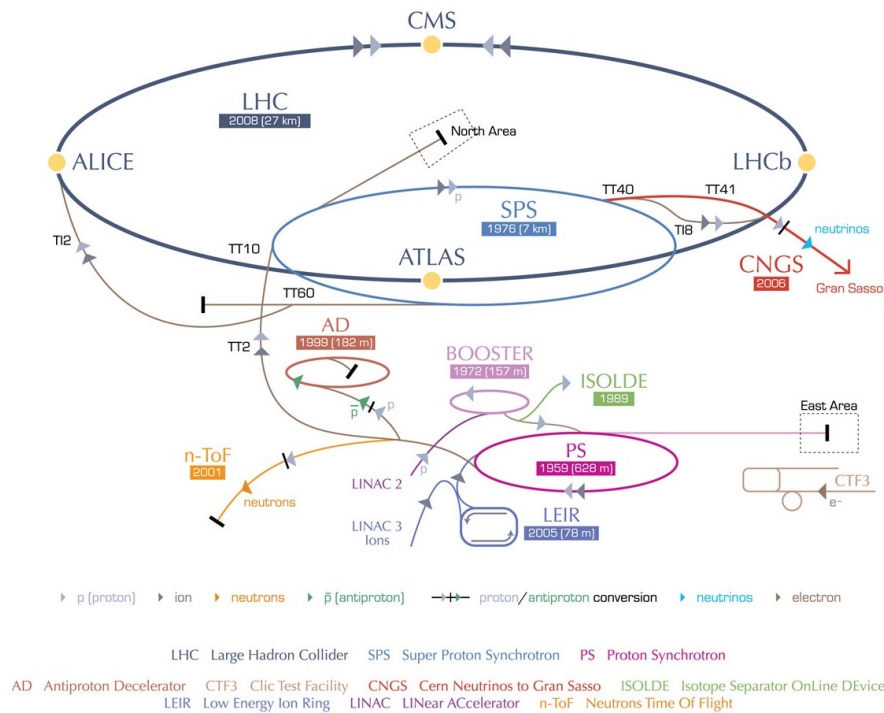 CMS
LHC
2008 (27 km)
North Area
ALICE
LHCb
TT40
TT41
SPS
1976 (7 km)
p
TI8
neutrinos
TI2
TT10
ATLAS
CNGS
2006
Gran Sasso
TT60
AD
1999 (182 m)
TT2
BOOSTER
1972 (157 m)
ISOLDE
1989
p̄
p
East Area
n-ToF
2001
PS
1959 (628 m)
LINAC 2
p
neutrons
CTF3
e-
LINAC 3
Ions
LEIR
2005 (78 m)
p (proton) ion neutrons p̄ (antiproton) proton/antiproton conversion neutrinos electron
LHC Large Hadron Collider SPS Super Proton Synchrotron PS Proton Synchrotron
AD Antiproton Decelerator CTF3 Clic Test Facility CNGS Cern Neutrinos to Gran Sasso ISOLDE Isotope Separator OnLine DEvice
LEIR Low Energy Ion Ring LINAC LINear ACcelerator n-ToF Neutrons Time Of Flight